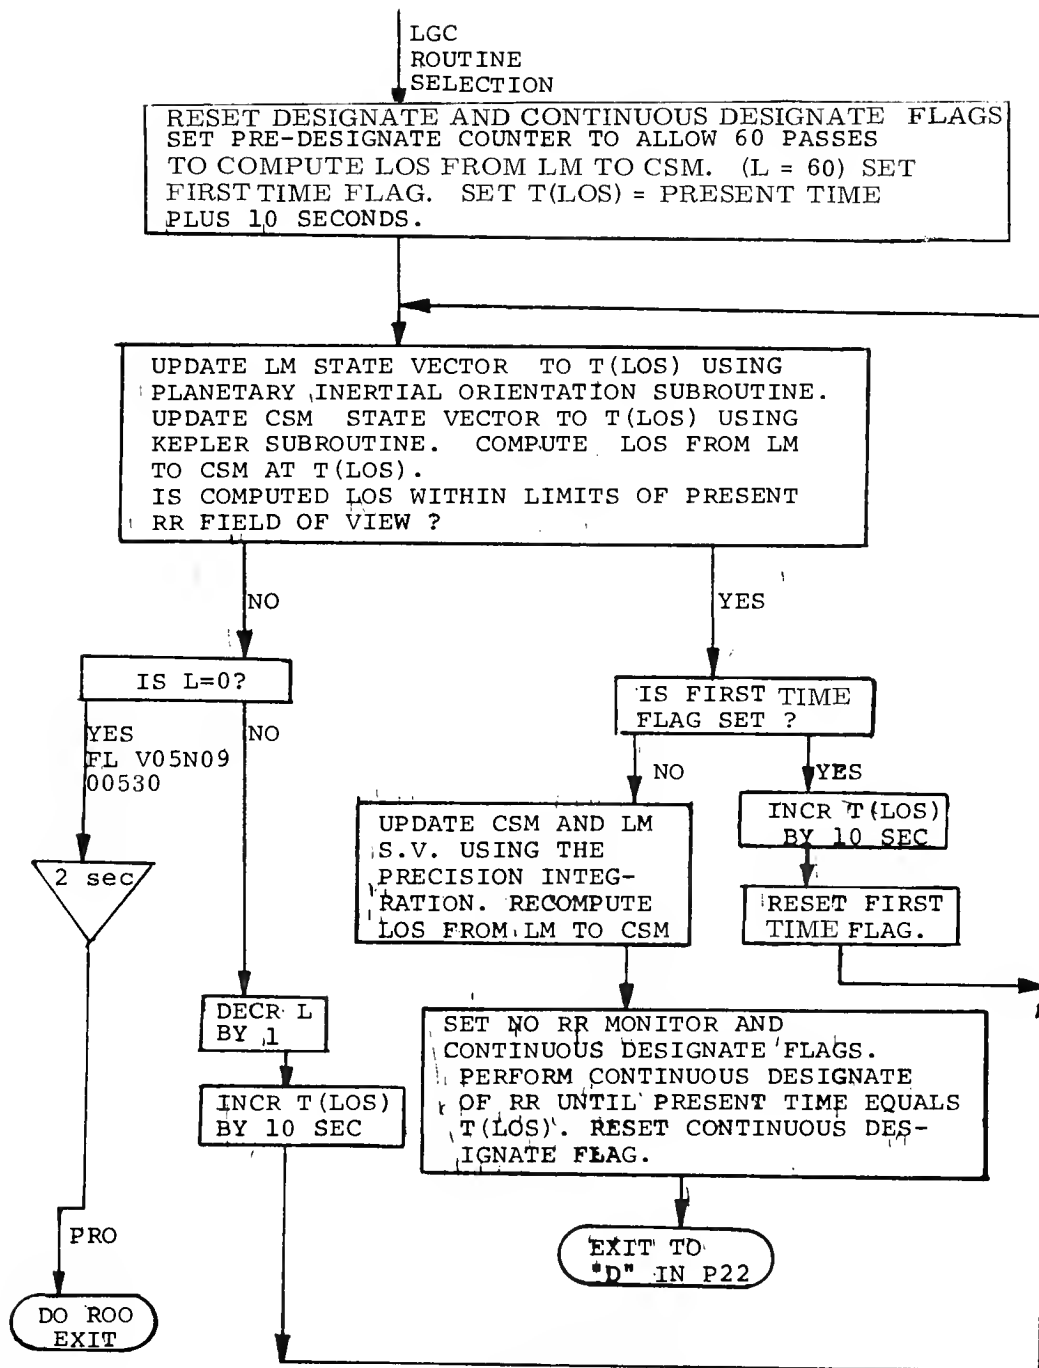 LGC
ROUTINE
SELECTION
RESET DESIGNATE AND CONTINUOUS DESIGNATE FLAGS
SET PRE-DESIGNATE COUNTER TO ALLOW 60 PASSES
TO COMPUTE LOS FROM LM TO CSM. (L = 60) SET
FIRST TIME FLAG. SET T(LOS) = PRESENT TIME
PLUS 10 SECONDS.
UPDATE LM STATE VECTOR TO T(LOS) USING
PLANETARY INERTIAL ORIENTATION SUBROUTINE.
UPDATE CSM STATE VECTOR TO T(LOS) USING
KEPLER SUBROUTINE. COMPUTE LOS FROM LM
TO CSM AT T(LOS).
IS COMPUTED LOS WITHIN LIMITS OF PRESENT
RR FIELD OF VIEW ?
NO
YES
IS L=0?
IS FIRST TIME
FLAG SET ?
YES
FL V05N09
00530
NO
NO
YES
2 sec
UPDATE CSM AND LM
S.V. USING THE
PRECISION INTEG-
RATION. RECOMPUTE
LOS FROM LM TO CSM
INCR T(LOS)
BY 10 SEC
RESET FIRST
TIME FLAG.
DECR L
BY 1
INCR T(LOS)
BY 10 SEC
SET NO RR MONITOR AND
CONTINUOUS DESIGNATE FLAGS.
PERFORM CONTINUOUS DESIGNATE
OF RR UNTIL PRESENT TIME EQUALS
T(LOS). RESET CONTINUOUS DES-
IGNATE FLAG.
PRO
EXIT TO
"D" IN P22
DO ROO
EXIT